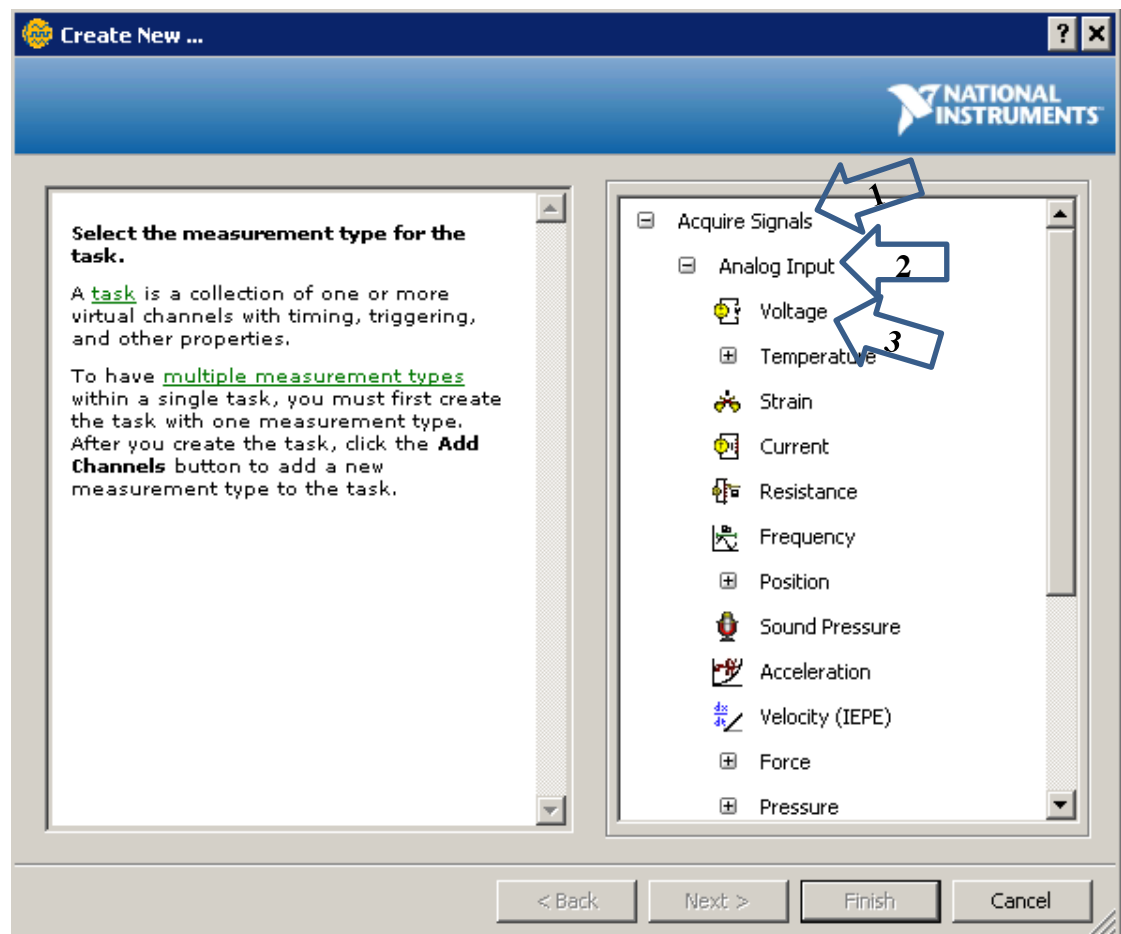 Create New ...
NATIONAL
INSTRUMENTS
Select the measurement type for the
task.
A task is a collection of one or more
virtual channels with timing, triggering,
and other properties.
To have multiple measurement types
within a single task, you must first create
the task with one measurement type.
After you create the task, click the Add
Channels button to add a new
measurement type to the task.
Acquire Signals
1
Analog Input
2
Voltage
3
Temperature
Strain
Current
Resistance
Frequency
Position
Sound Pressure
Acceleration
dx
dt
Velocity (IEPE)
Force
Pressure
< Back
Next >
Finish
Cancel